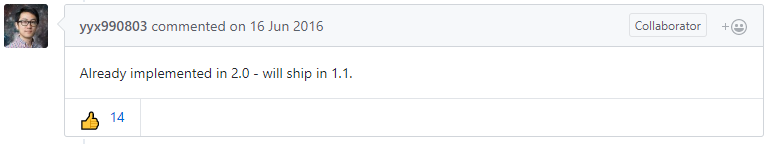 yyx990803 commented on 16 Jun 2016
Collaborator
Already implemented in 2.0 - will ship in 1.1.
14